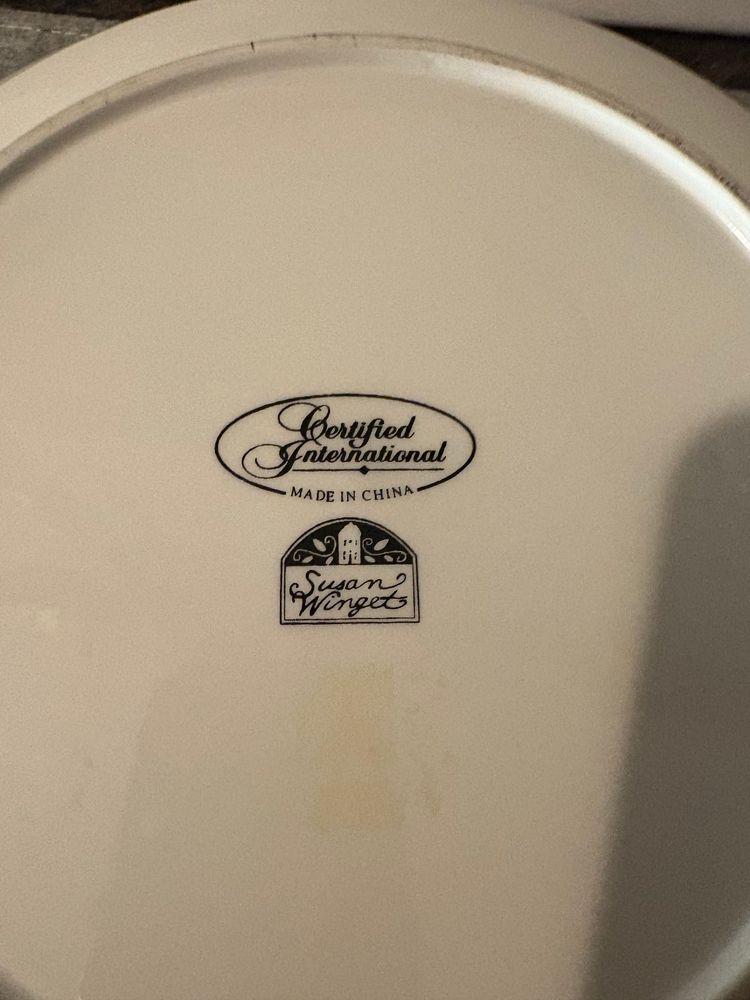 Certified
International
MADE IN CHINA
Susan
Winget